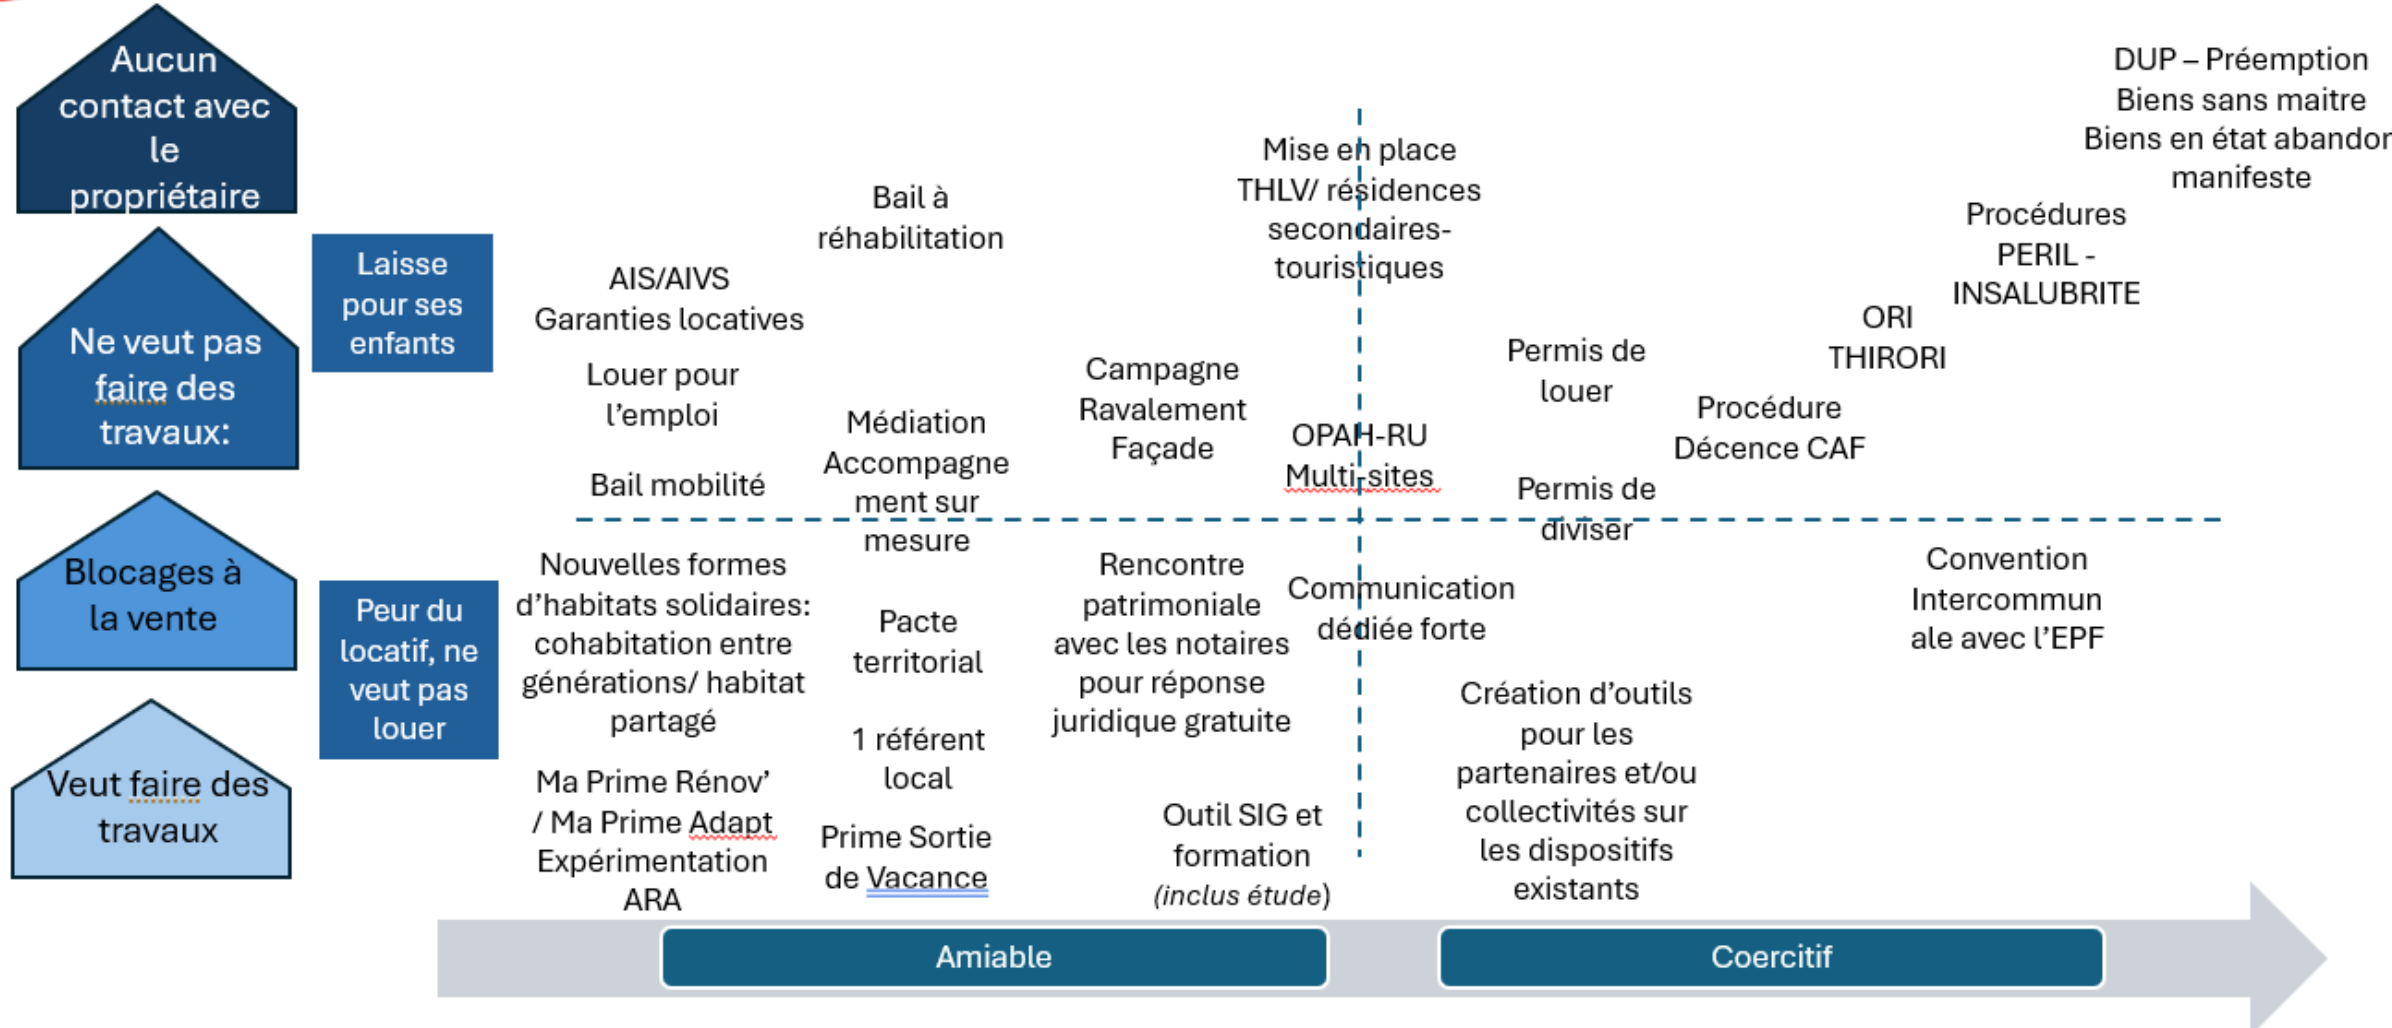 Aucun
contact avec
le
propriétaire
Ne veut pas
faire des
travaux:
Blocages à
la vente
Veut faire des
travaux
Laisse
pour ses
enfants
Peur du
locatif, ne
veut pas
louer
AIS/AIVS
Garanties locatives
Louer pour
l’emploi
Bail mobilité
Nouvelles formes
d’habitats solidaires:
cohabitation entre
générations/ habitat
partagé
Ma Prime Rénov’
/ Ma Prime Adapt
Expérimentation
ARA
Bail à
réhabilitation
Médiation
Accompagne
ment sur
mesure
Pacte
territorial
1 référent
local
Prime Sortie
de Vacance
Campagne
Ravalement
Façade
Rencontre
patrimoniale
avec les notaires
pour réponse
juridique gratuite
Outil SIG et
formation
(inclus étude)
Mise en place
THLV/ résidences
secondaires-
touristiques
OPAH-RU
Multi-sites
Communication
dédiée forte
Permis de
louer
Permis de
diviser
Création d’outils
pour les
partenaires et/ou
collectivités sur
les dispositifs
existants
Procédure
Décence CAF
ORI
THIRORI
Procédures
PERIL -
INSALUBRITE
DUP – Préemption
Biens sans maitre
Biens en état abandon
manifeste
Convention
Intercommun
ale avec l’EPF
Amiable
Coercitif